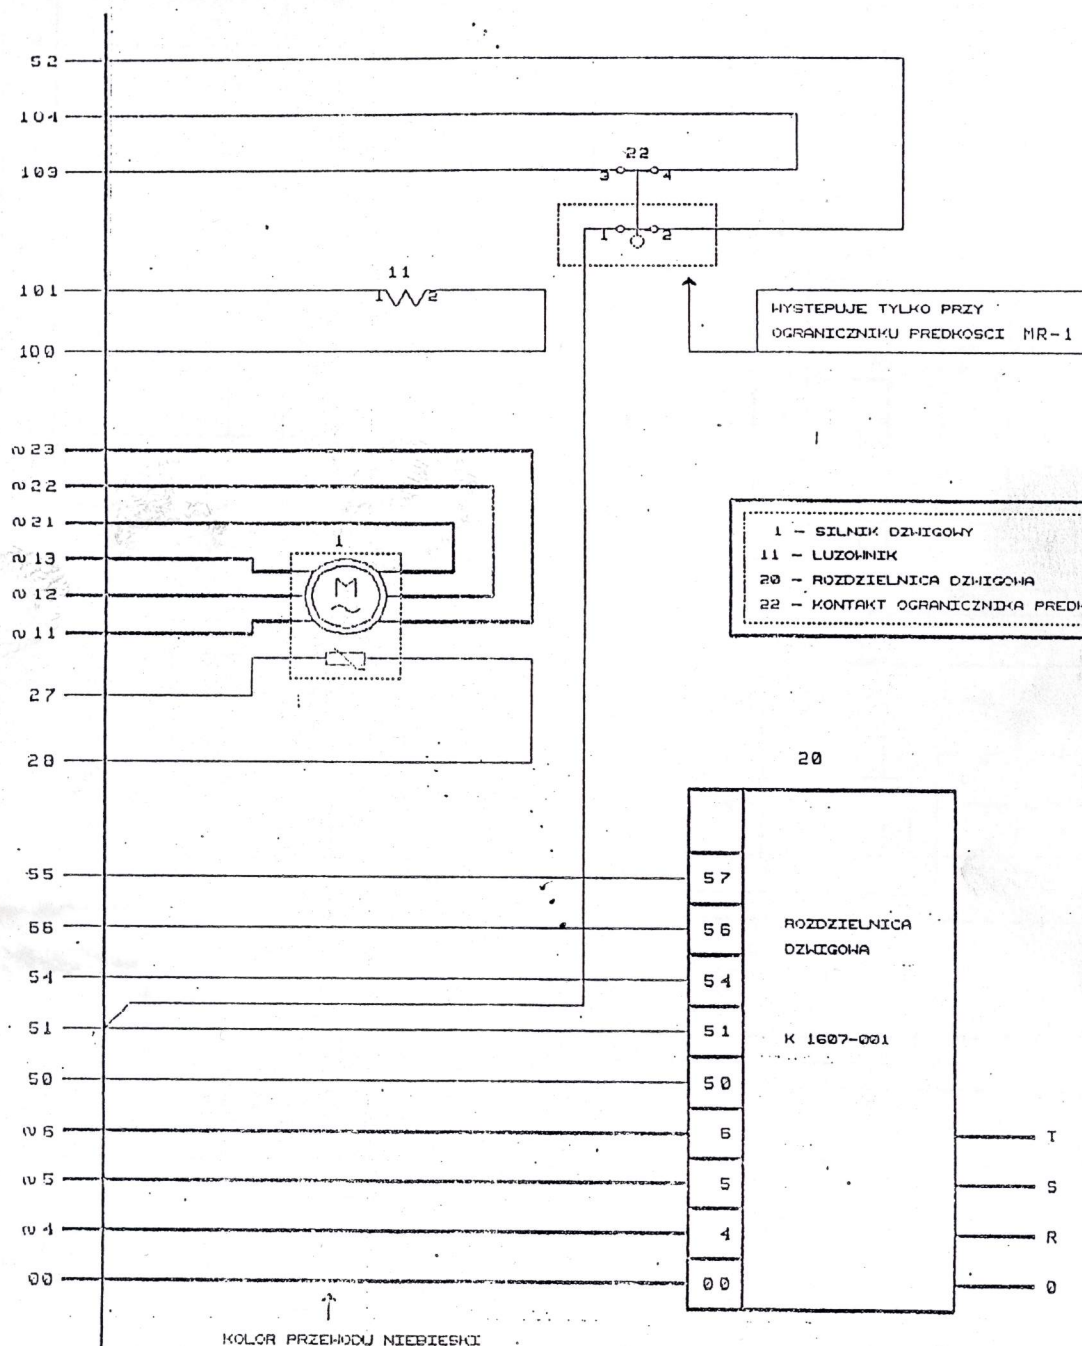 52
104
103
22
3 4
1 2
101
11
1 2
100
WYSTEPUJE TYLKO PRZY
OGRANICZNIKU PREDKOSCI MR-1
~23
~22
~21
~13
~12
~11
1
M
~
27
28
1 - SILNIK DZWIGOWY
11 - LUZOWNIK
20 - ROZDZIELNICA DZWIGOWA
22 - KONTAKT OGRANICZNIKA
20
55 57
56
54 54
51 51
50 50
~6 6
~5 5
~4 4
00 00
ROZDZIELNICA
DZWIGOWA
K 1607-001
T
S
R
0
KOLOR PRZEWODU NIEBIESKI